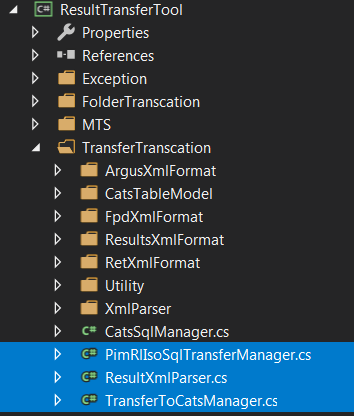 ResultTransferTool
Properties
References
Exception
FolderTranscation
MTS
TransferTranscation
ArgusXmlFormat
CatsTableModel
FpdXmlFormat
ResultsXmlFormat
RetXmlFormat
Utility
XmlParser
C# CatsSqlManager.cs
C# PimRlIsoSqlTransferManager.cs
C# ResultXmlParser.cs
C# TransferToCatsManager.cs